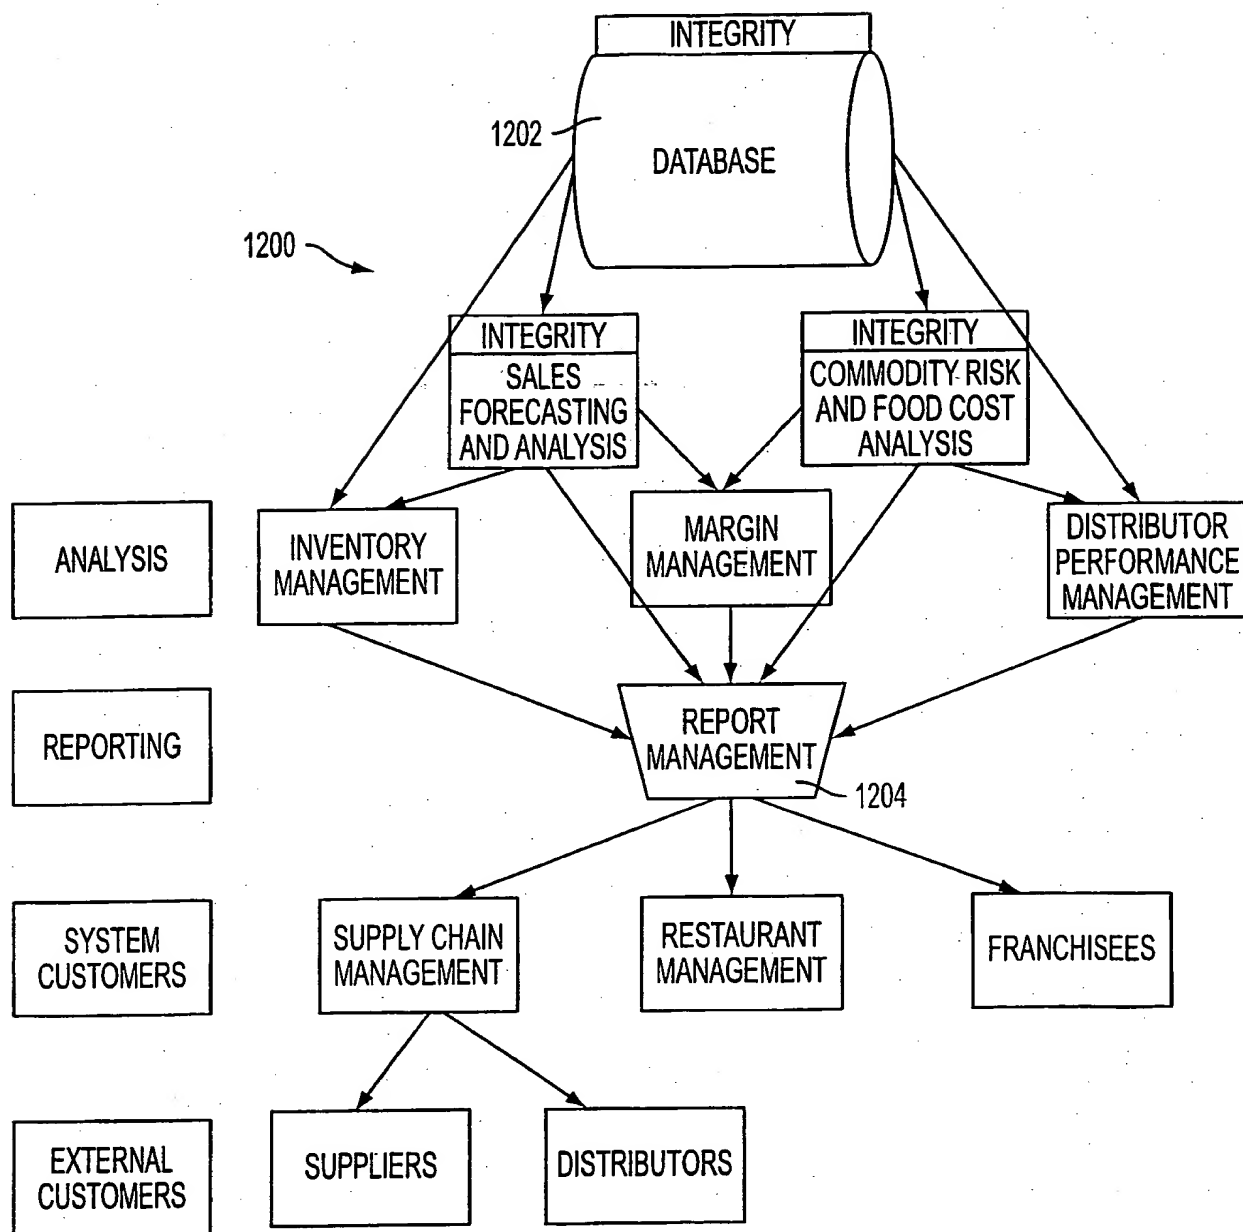 INTEGRITY
1202
DATABASE
1200
INTEGRITY
SALES
FORECASTING
AND ANALYSIS
INTEGRITY
COMMODITY RISK
AND FOOD COST
ANALYSIS
ANALYSIS
INVENTORY
MANAGEMENT
MARGIN
MANAGEMENT
DISTRIBUTOR
PERFORMANCE
MANAGEMENT
REPORTING
REPORT
MANAGEMENT
1204
SYSTEM
CUSTOMERS
SUPPLY CHAIN
MANAGEMENT
RESTAURANT
MANAGEMENT
FRANCHISEES
EXTERNAL
CUSTOMERS
SUPPLIERS
DISTRIBUTORS